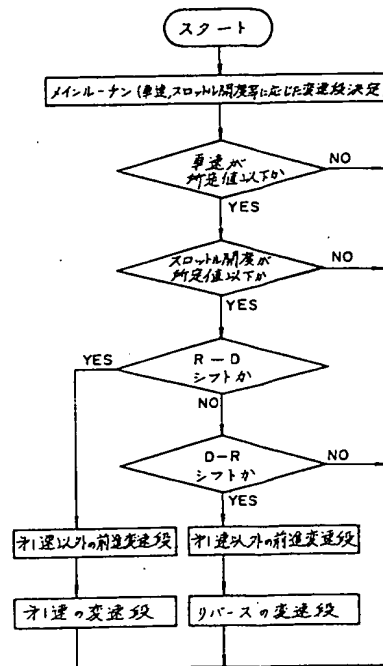 スタート
メインルーチン(車速,スロットル開度等に応じた変速段決定
車速が
所定値以下か
NO
YES
スロットル開度が
所定値以下か
NO
YES
R—D
シフトか
YES
NO
D-R
シフトか
NO
YES
才1速以外の前進変速段
才1速以外の前進変速段
才1速の変速段
リバースの変速段